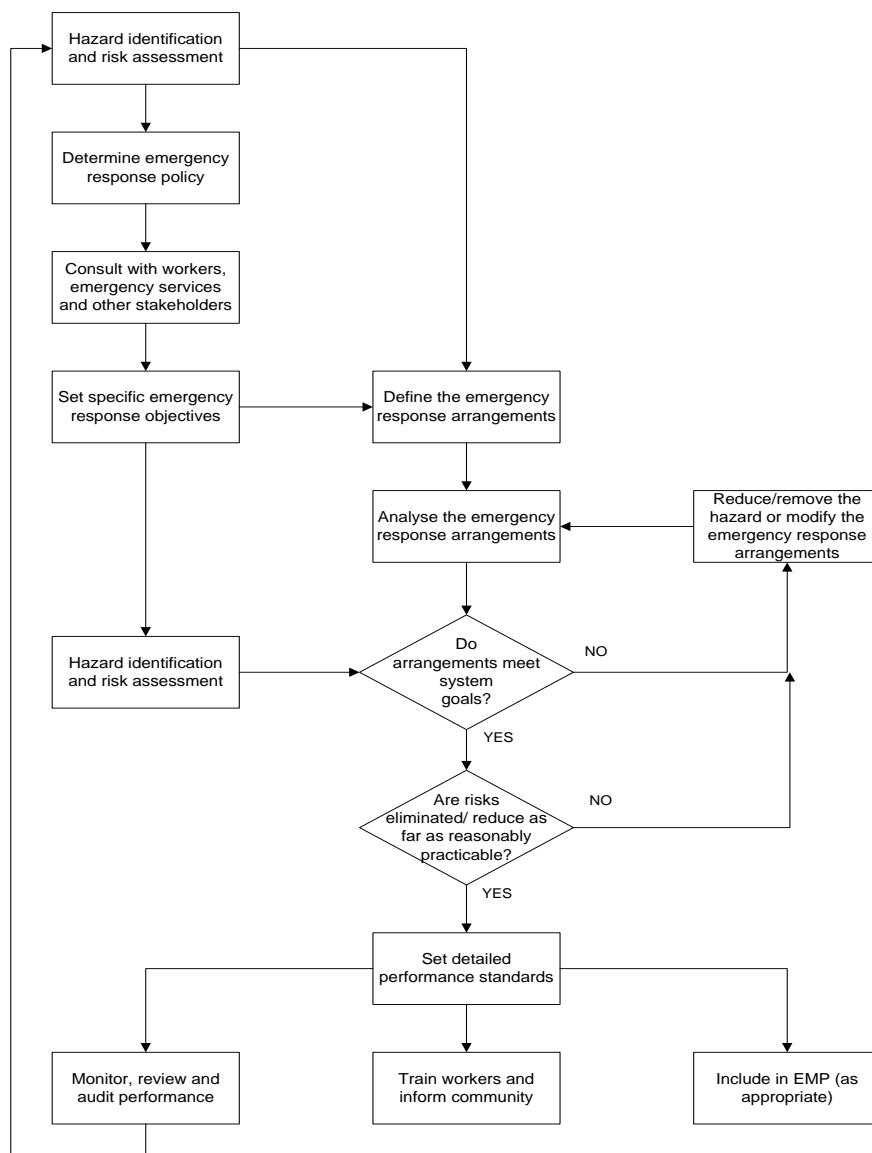 Hazard identification
and risk assessment
Determine emergency
response policy
Consult with workers,
emergency services
and other stakeholders
Set specific emergency
response objectives
Define the emergency
response arrangements
Analyse the emergency
response arrangements
Reduce/remove the
hazard or modify the
emergency response
arrangements
Hazard identification
and risk assessment
Do
arrangements meet
system
goals?
NO
YES
Are risks
eliminated/ reduce as
far as reasonably
practicable?
NO
YES
Set detailed
performance standards
Monitor, review and
audit performance
Train workers and
inform community
Include in EMP (as
appropriate)